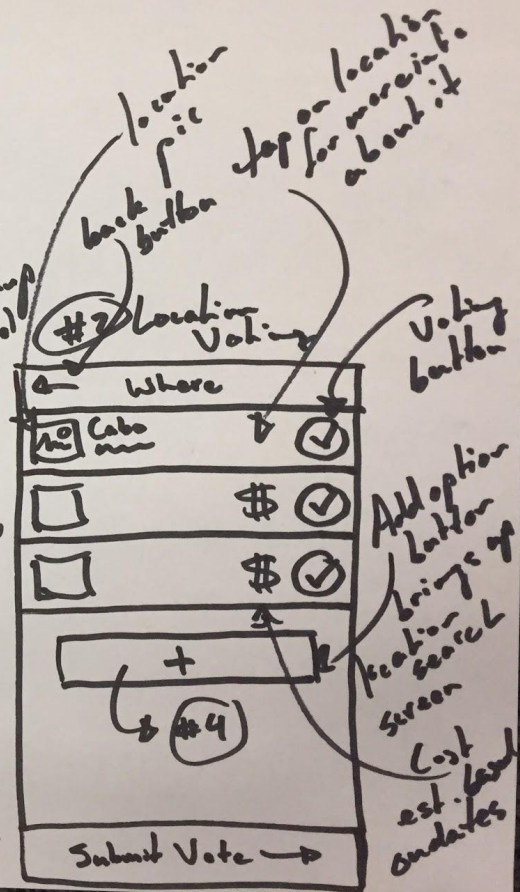 location
pic
back
button
tap on location
for more info
about it
#2 Location
Voting
Voting
button
← Where
Cabo
$
$
Add option
button
brings up
location
search
screen
+
#4
Cost
est. based
on dates
Submit Vote →